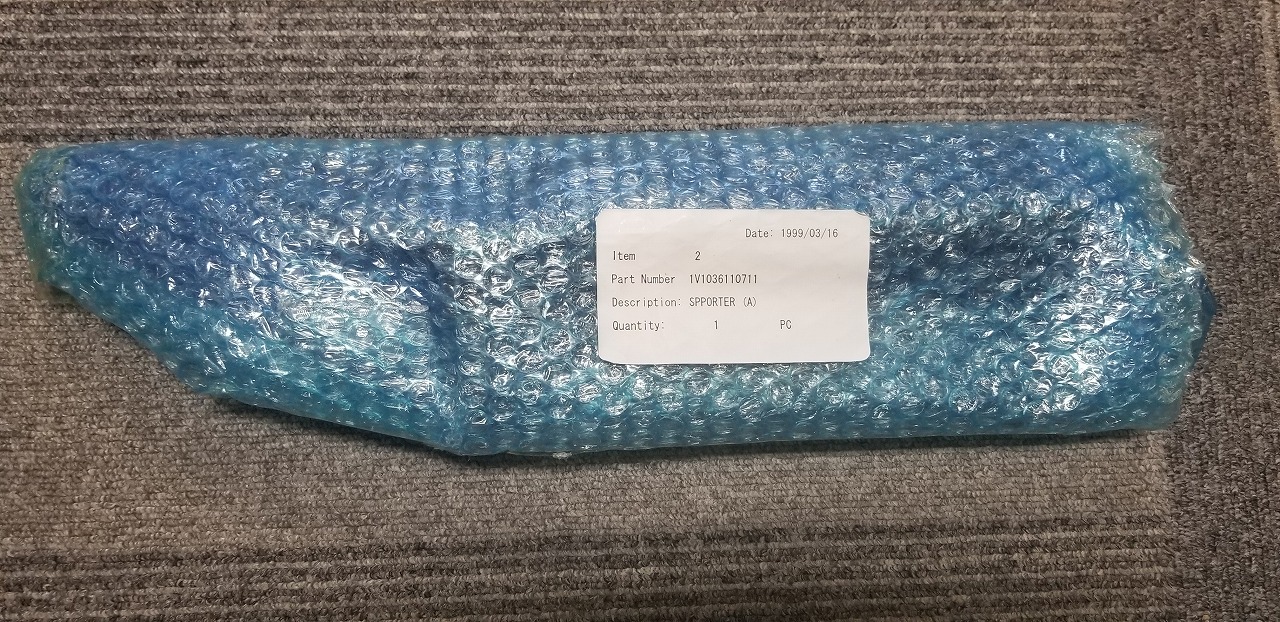 Date: 1999/03/16
Item 2
Part Number 1V1036110711
Description: SPPORTER (A)
Quantity: 1 PC